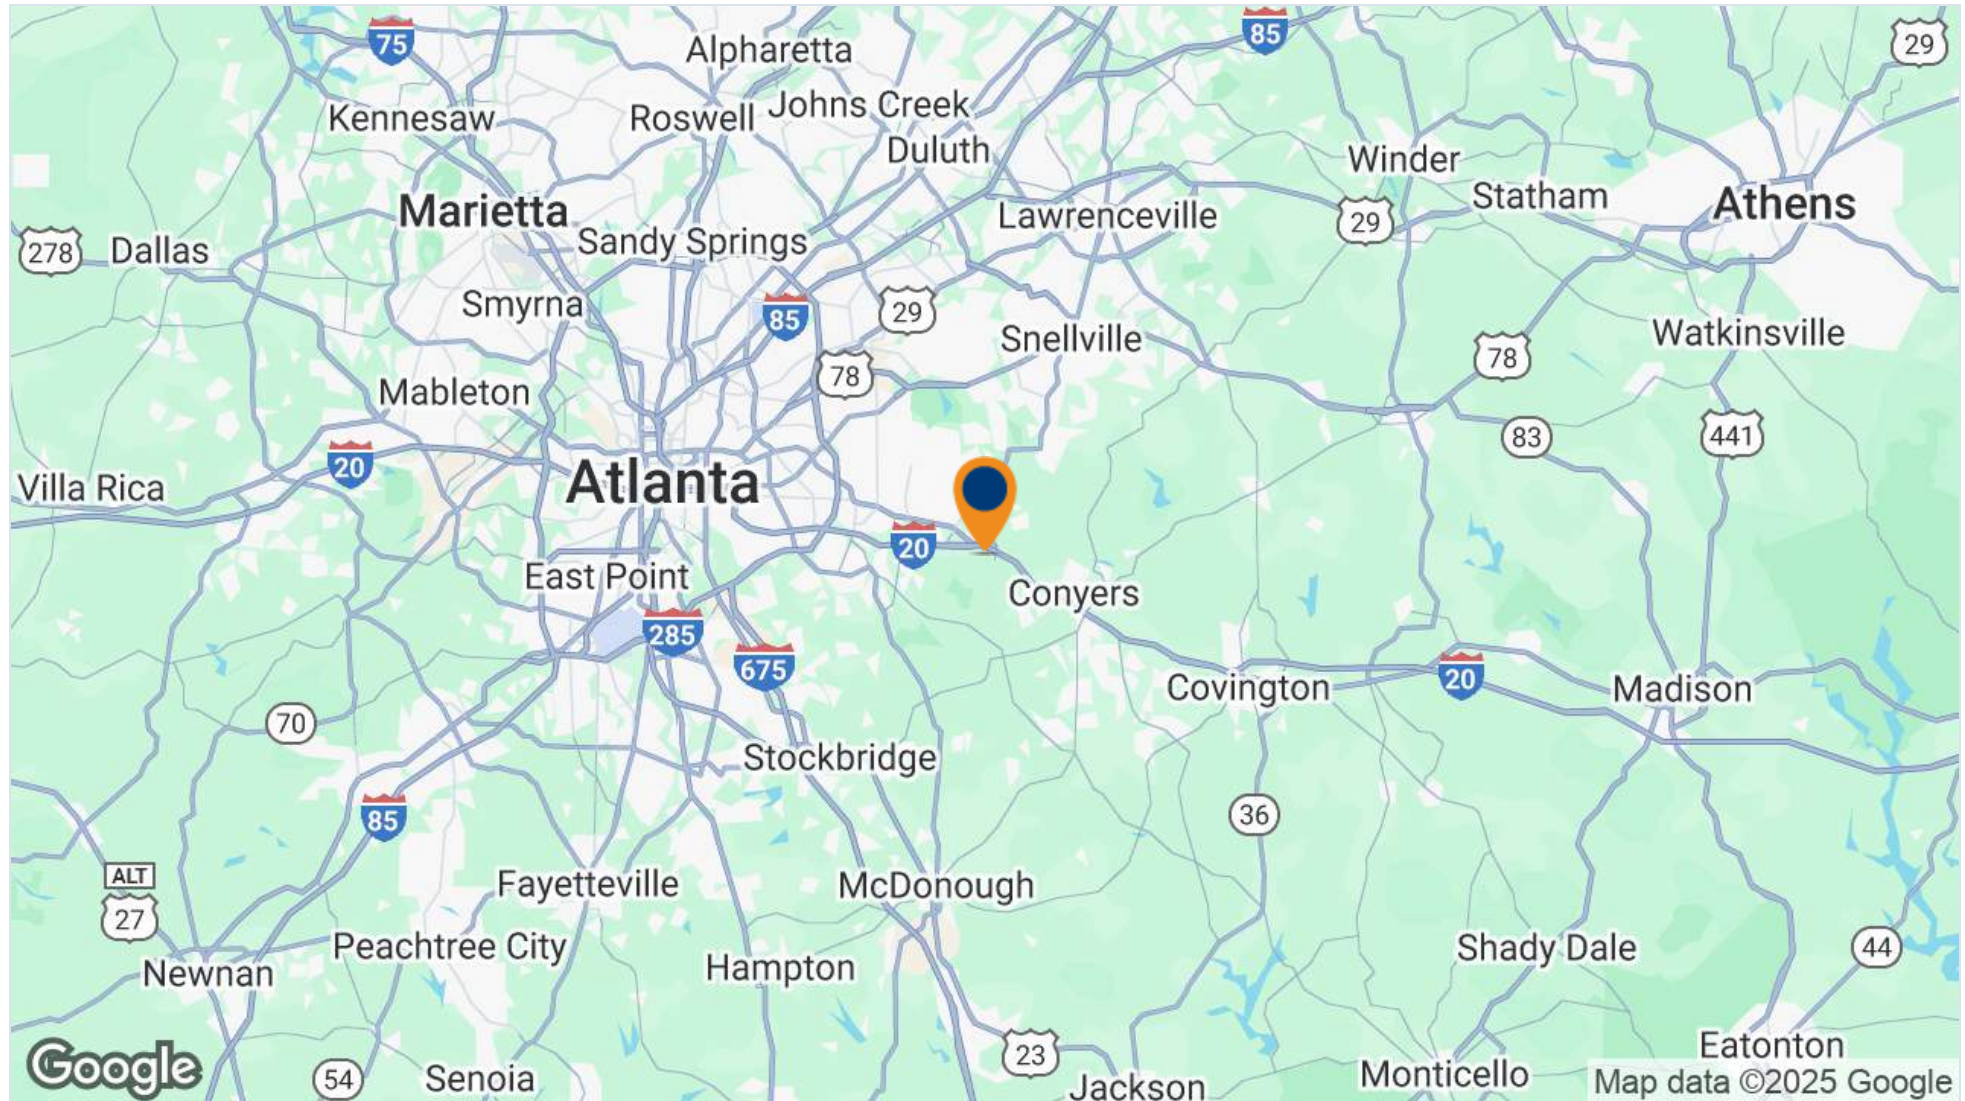 75
Alpharetta
85
29
Kennesaw
Roswell
Johns Creek
Duluth
Winder
Statham
Athens
Marietta
Sandy Springs
Lawrenceville
29
278
Dallas
Smyrna
85
29
Snellville
78
Watkinsville
Mableton
78
20
83
441
Villa Rica
Atlanta
20
East Point
285
675
Conyers
Covington
20
Madison
70
Stockbridge
85
36
ALT
27
Fayetteville
McDonough
Peachtree City
Newnan
Hampton
Shady Dale
44
Google
54
Senoia
23
Jackson
Monticello
Eatonton
Map data ©2025 Google